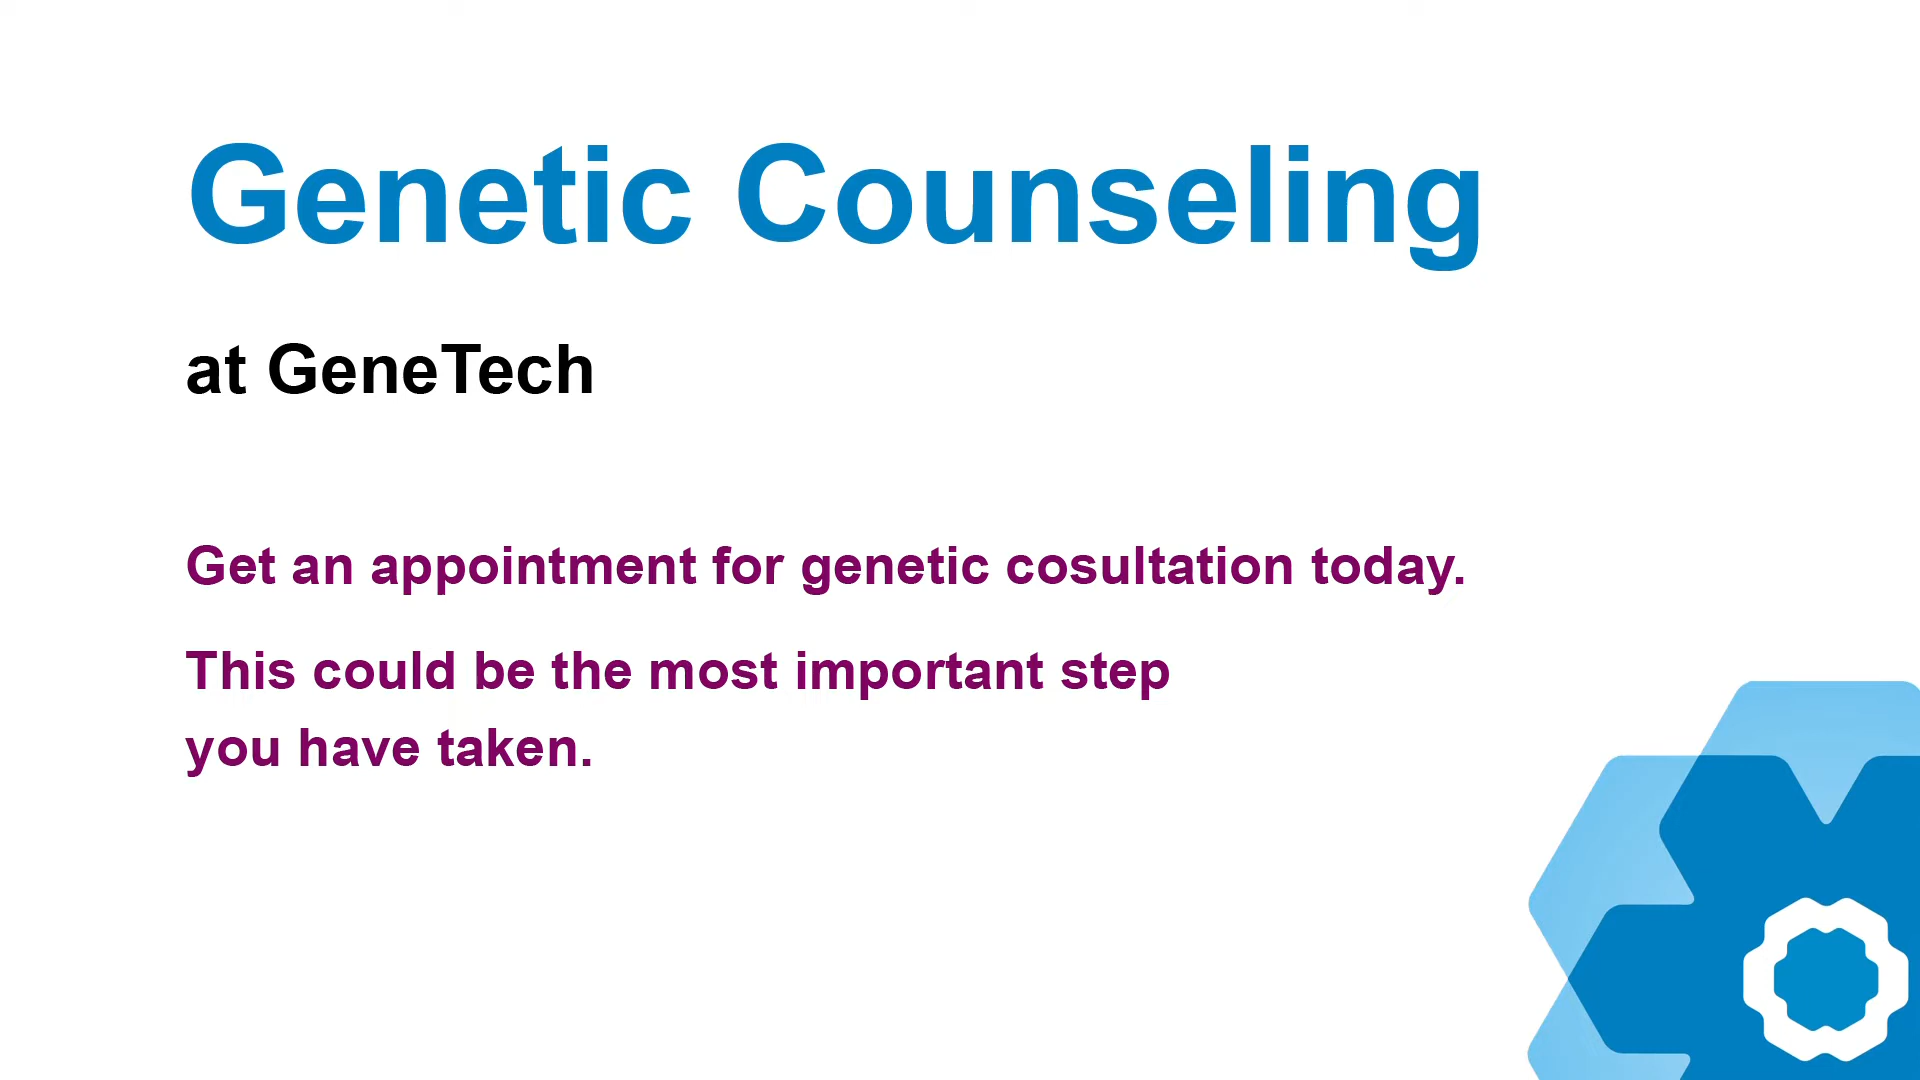 Genetic Counseling
at GeneTech
Get an appointment for genetic cosultation today.
This could be the most important step
you have taken.